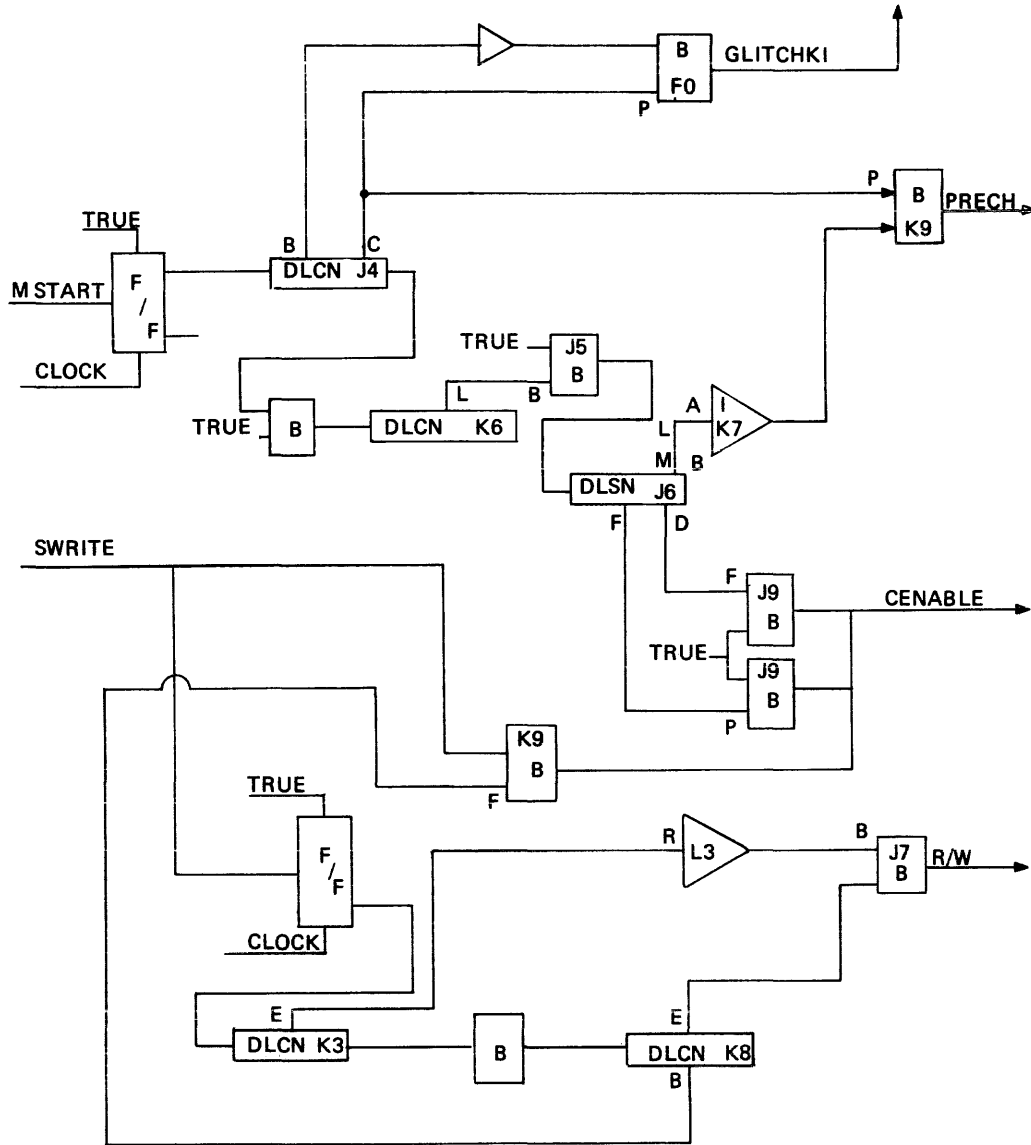 B
F0
GLITCHKI
P
P
B
K9
PRECH
TRUE
B
C
DLCN J4
M START
F
/
F
CLOCK
TRUE
J5
B
L
B
TRUE
B
DLCN K6
A
I
K7
L
M
B
DLSN J6
F
D
SWRITE
F
J9
B
CENABLE
TRUE
J9
B
P
K9
B
F
TRUE
F
/
F
R
L3
B
J7
B
R/W
CLOCK
E
DLCN K3
B
E
DLCN K8
B